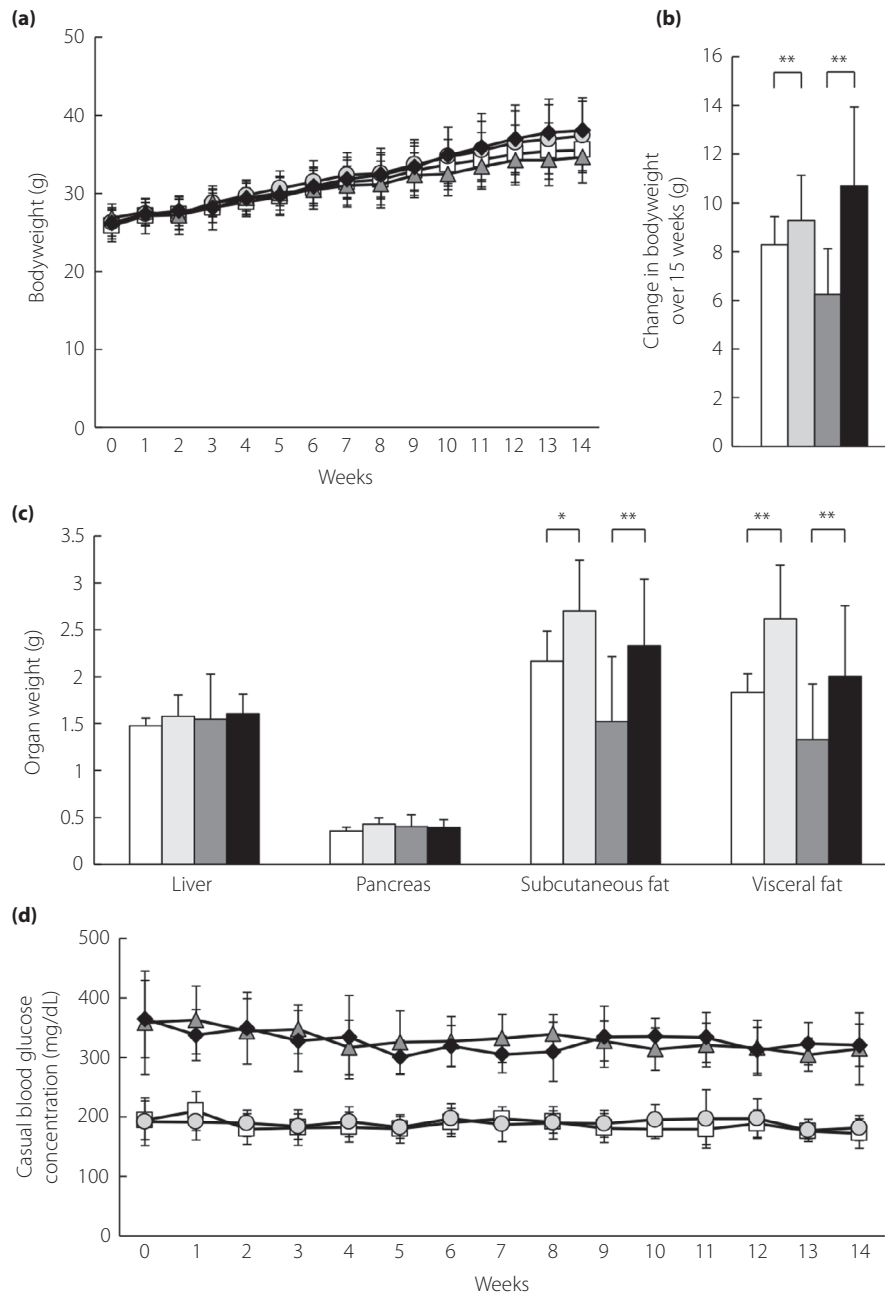 (a)
50
40
30
20
10
0
Bodyweight (g)
0 1 2 3 4 5 6 7 8 9 10 11 12 13 14
Weeks
(b)
16
14
12
10
8
6
4
2
0
Change in bodyweight
over 15 weeks (g)
** **
(c)
3.5
3
2.5
2
1.5
1
0.5
0
Organ weight (g)
* ** ** **
Liver Pancreas Subcutaneous fat Visceral fat
(d)
500
400
300
200
100
0
Casual blood glucose
concentration (mg/dL)
0 1 2 3 4 5 6 7 8 9 10 11 12 13 14
Weeks